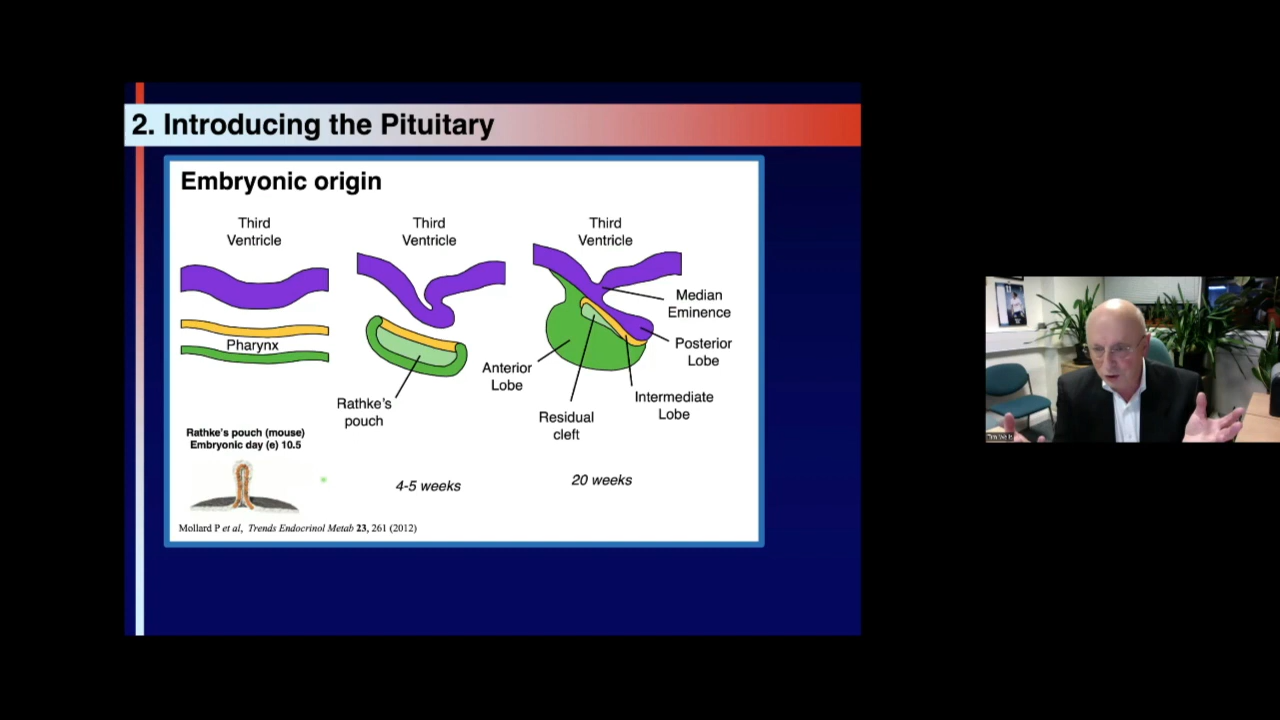 2. Introducing the Pituitary
Embryonic origin
Third
Ventricle
Third
Ventricle
Third
Ventricle
Median
Eminence
Pharynx
Posterior
Lobe
Anterior
Lobe
Intermediate
Lobe
Rathke's
pouch
Residual
cleft
Rathke's pouch (mouse)
Embryonic day (e) 10.5
4-5 weeks
20 weeks
Mollard P et al, Trends Endocrinol Metab 23, 261 (2012)